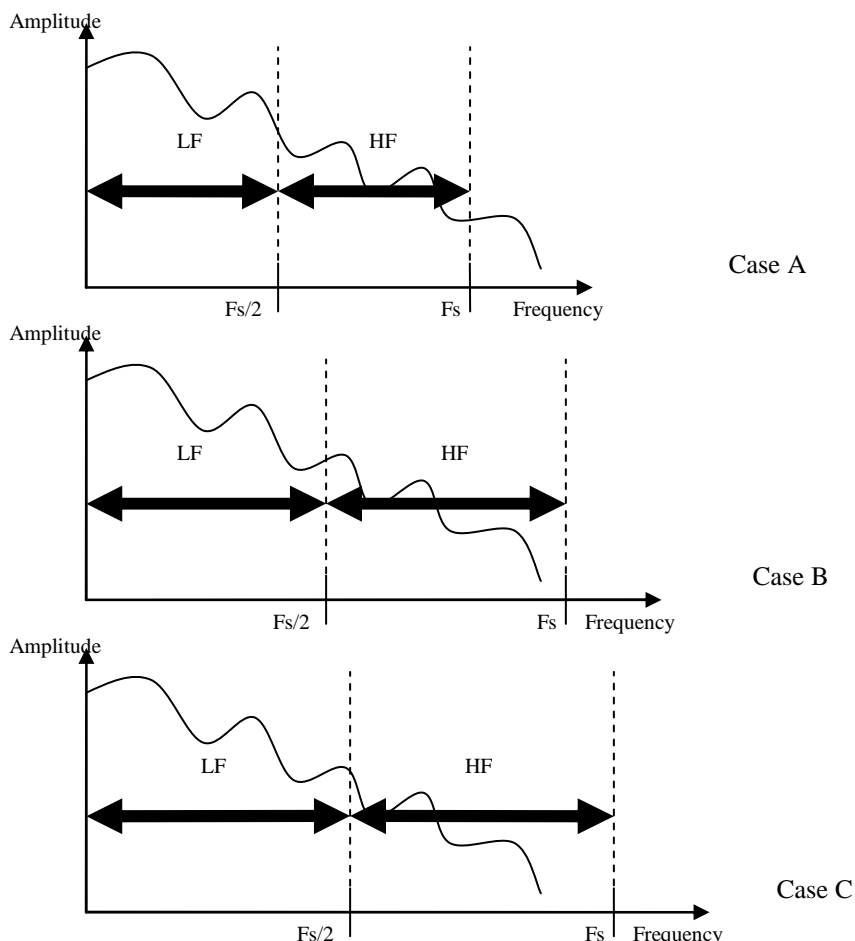 Amplitude
LF HF
Case A
Fs/2 Fs Frequency
Amplitude
LF HF
Case B
Fs/2 Fs Frequency
Amplitude
LF HF
Case C
Fs/2 Fs Frequency